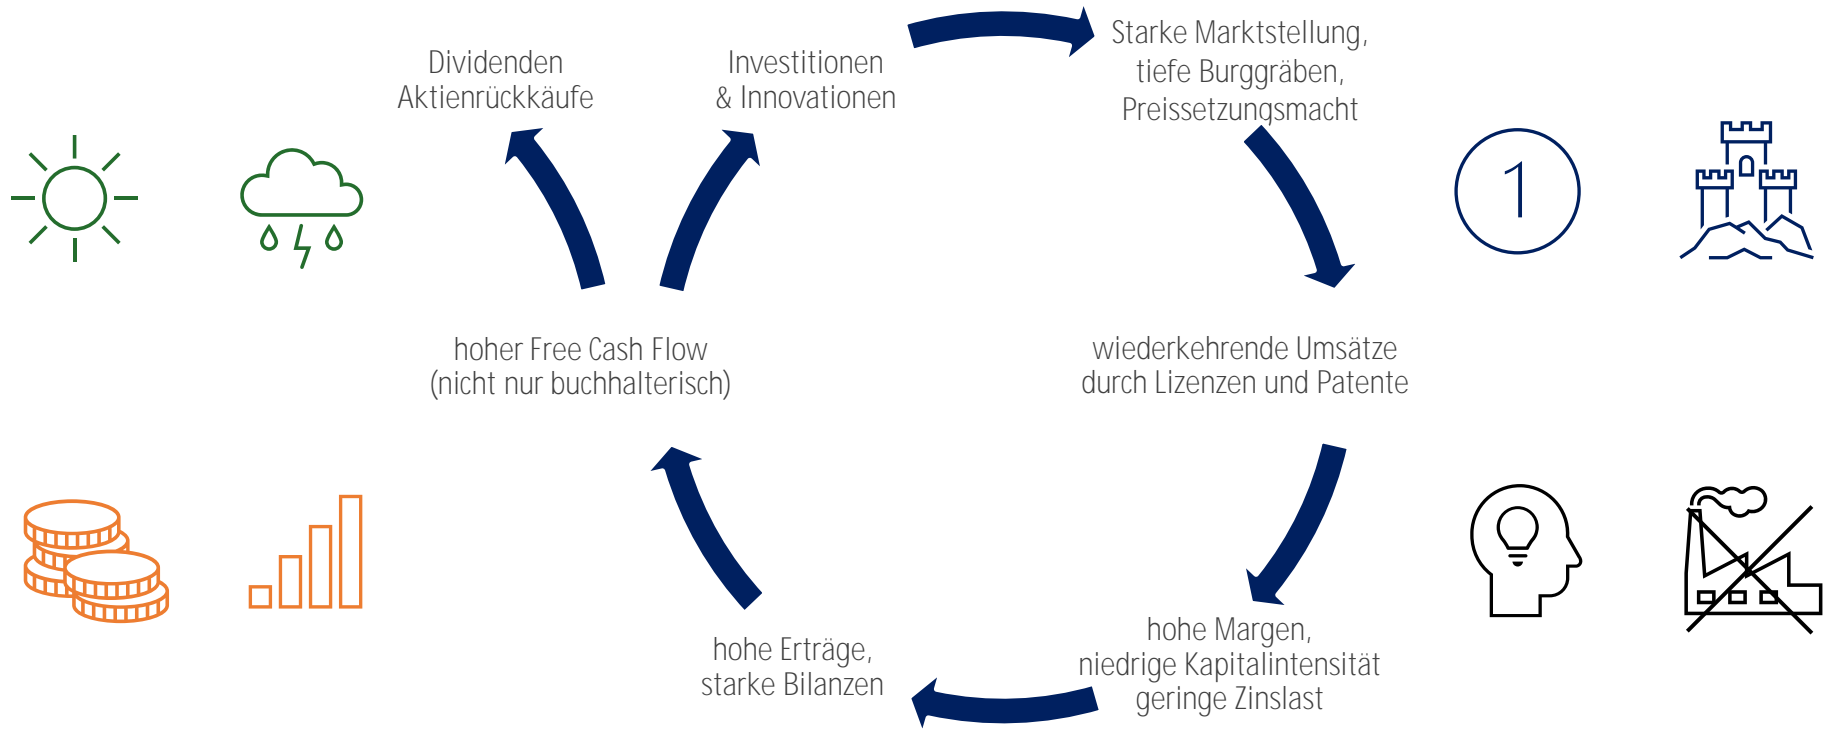 Dividenden
Aktienrückkäufe
Investitionen
& Innovationen
Starke Marktstellung,
tiefe Burggräben,
Preissetzungsmacht
1
hoher Free Cash Flow
(nicht nur buchhalterisch)
wiederkehrende Umsätze
durch Lizenzen und Patente
hohe Erträge,
starke Bilanzen
hohe Margen,
niedrige Kapitalintensität
geringe Zinslast